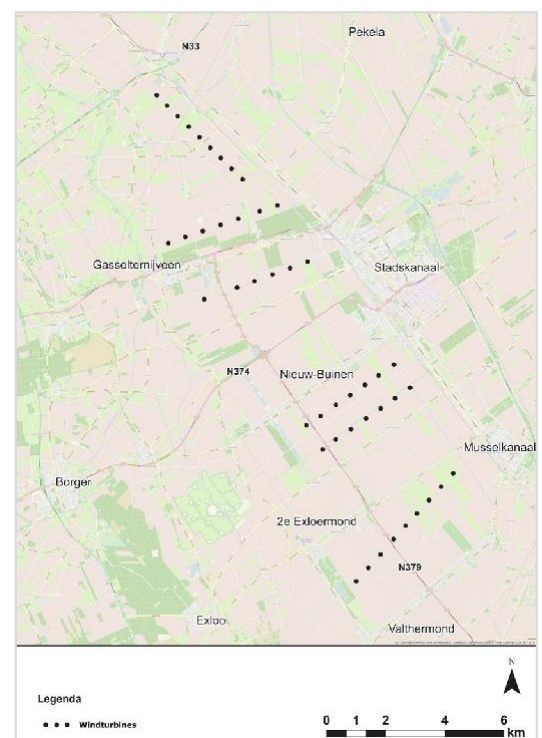 Pekela
N33
Gasselternijveen
Stadskanaal
N374
Nieuw-Buinen
Musselkanaal
Borger
2e Exloermond
N379
Exloo
Valthermond
N
Legenda
Windturbines
0 1 2 4 6
km